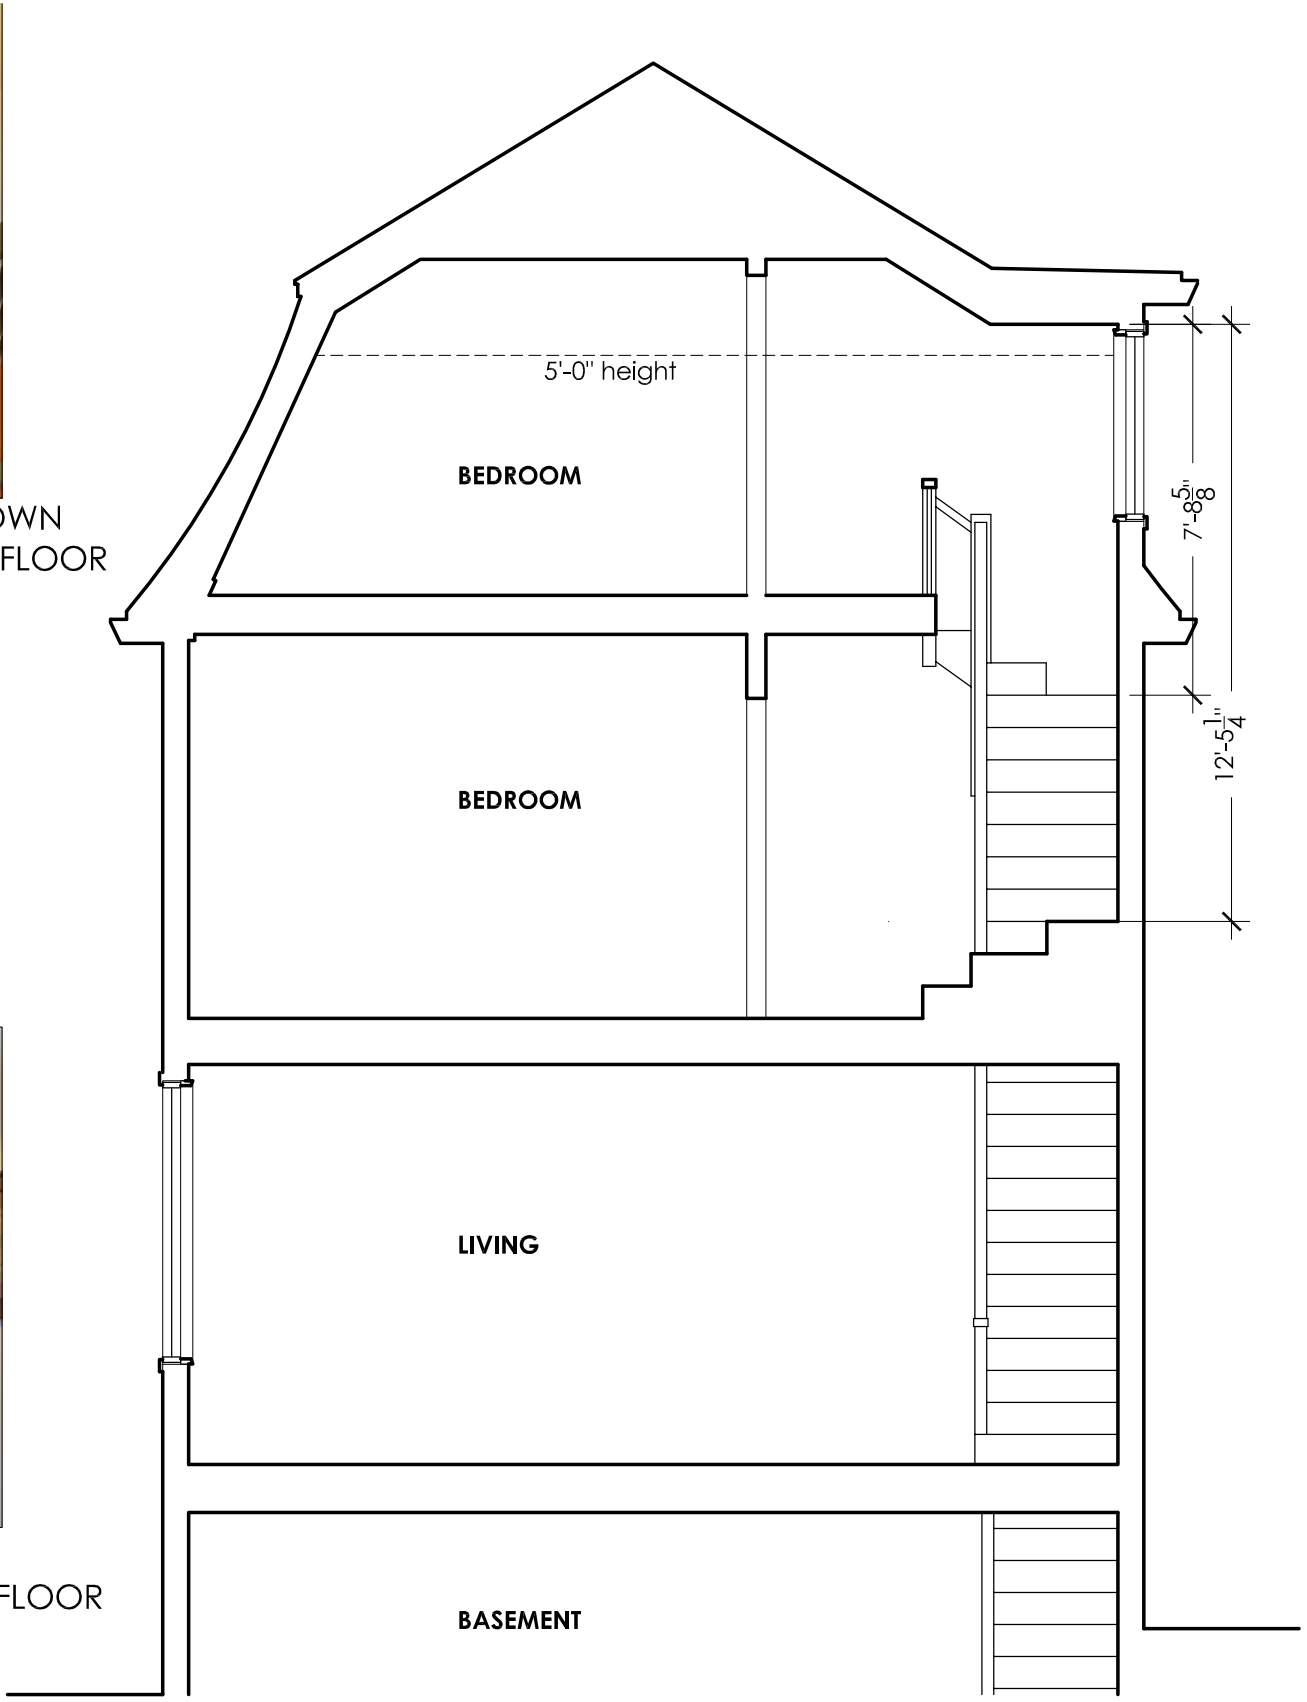 5'-0" height
BEDROOM
7'-8 5/8"
OWN
FLOOR
12'-5 1/4"
BEDROOM
LIVING
FLOOR
BASEMENT